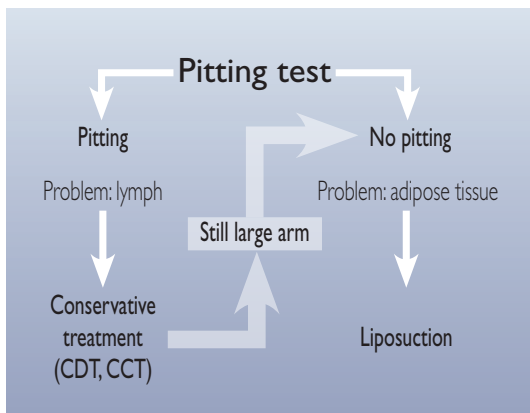 Pitting test
Pitting
No pitting
Problem: lymph
Problem: adipose tissue
Still large arm
Conservative
treatment
(CDT, CCT)
Liposuction